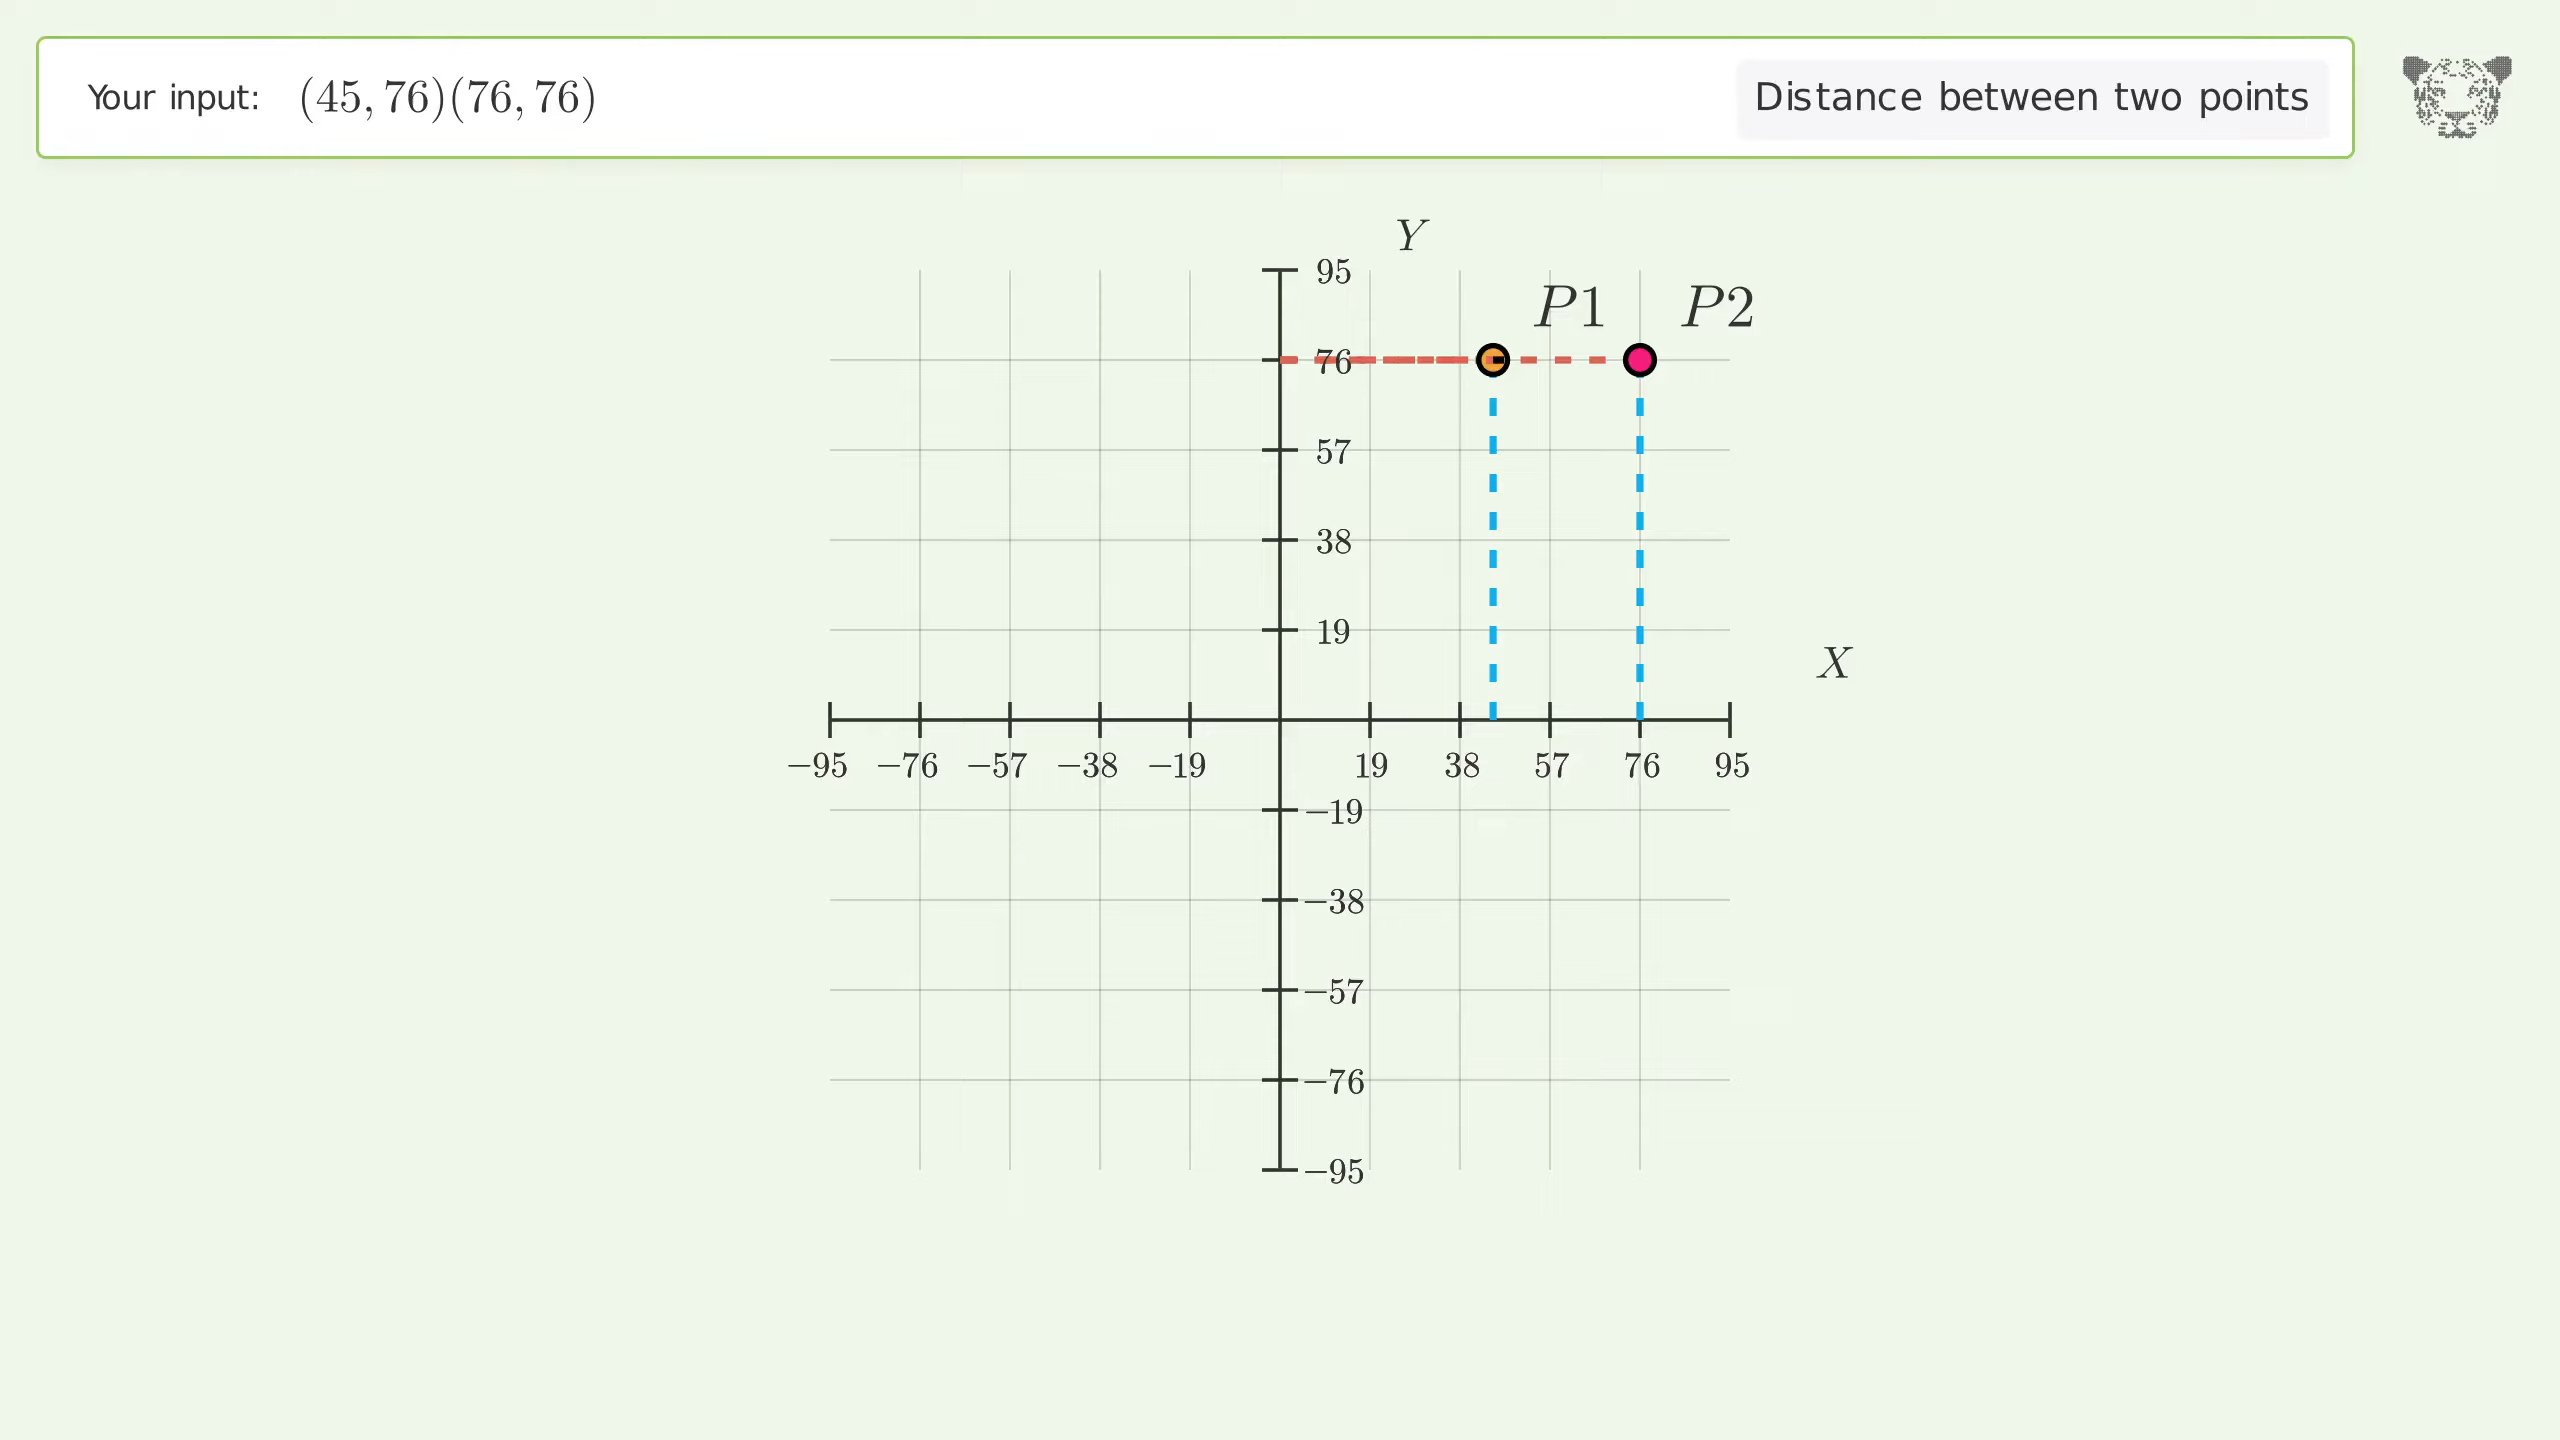 Your input: (45, 76)(76, 76)
Distance between two points
Y
95
P1 P2
76
57
38
19
X
−95 −76 −57 −38 −19 19 38 57 76 95
−19
−38
−57
−76
−95